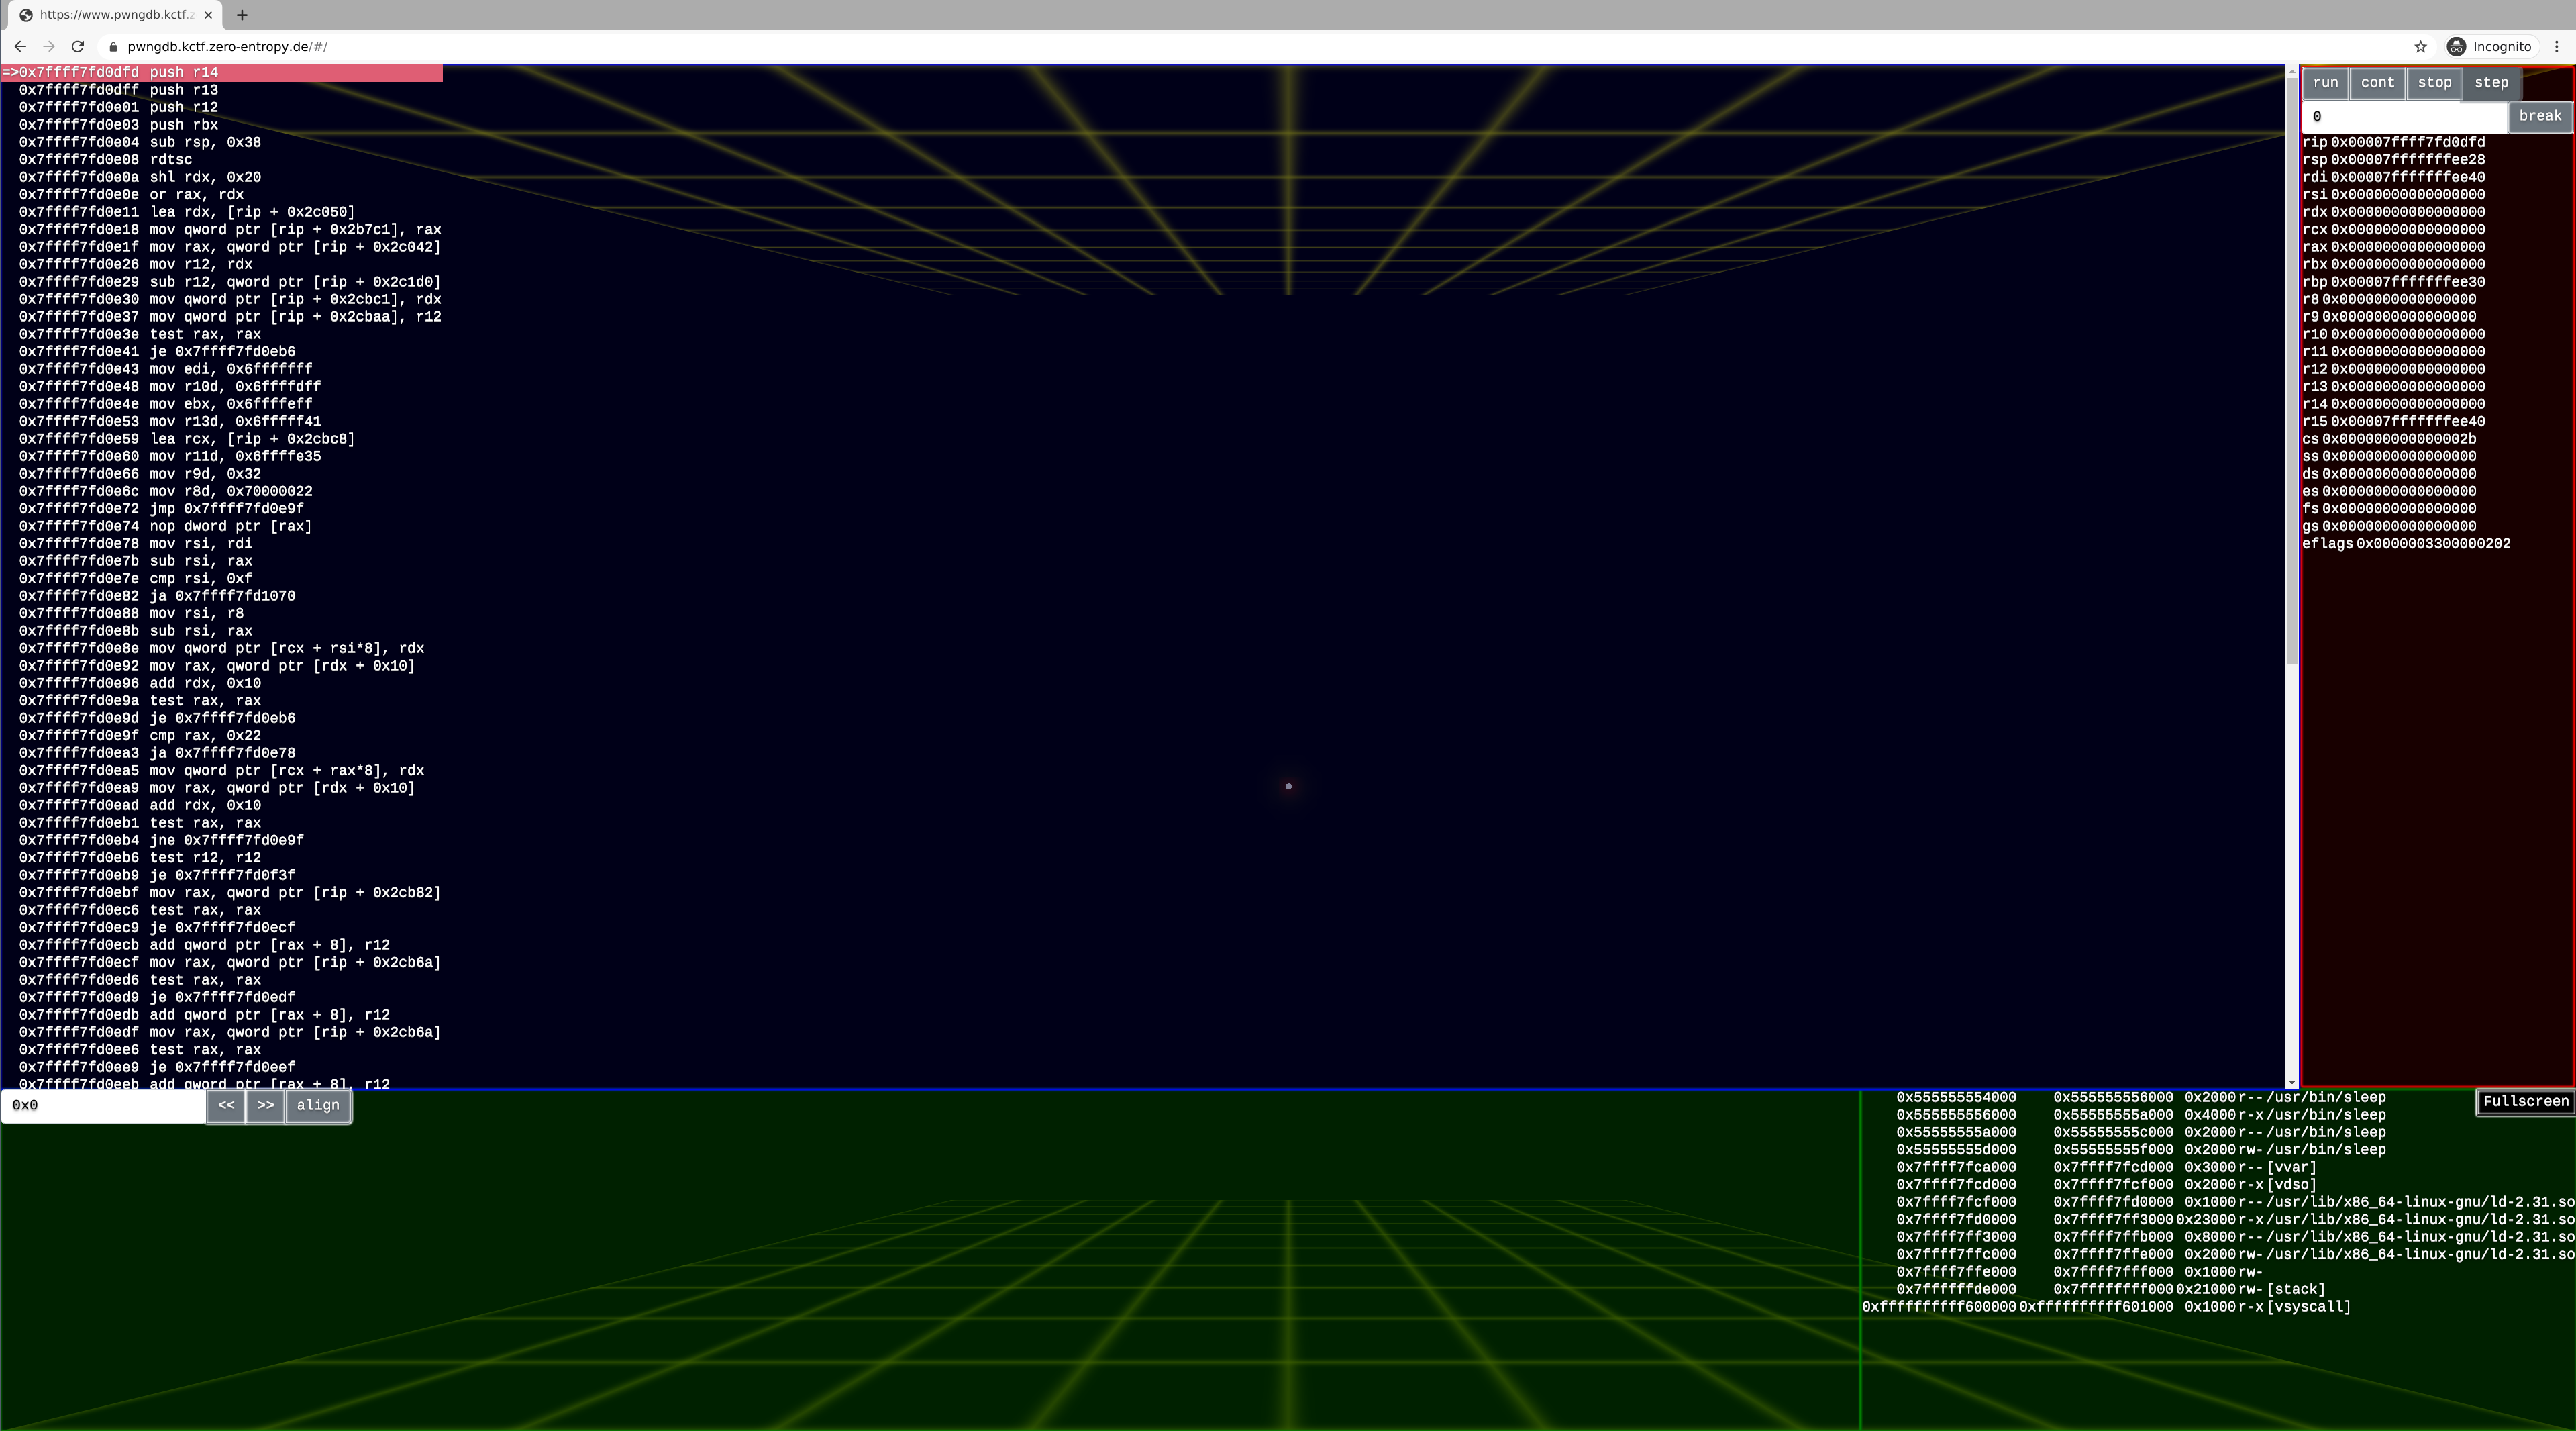 https://www.pwngdb.kctf.z
pwngdb.kctf.zero-entropy.de/#/
Incognito
=>0x7ffff7fd0dfd push r14
0x7ffff7fd0dff push r13
0x7ffff7fd0e01 push r12
0x7ffff7fd0e03 push rbx
0x7ffff7fd0e04 sub rsp, 0x38
0x7ffff7fd0e08 rdtsc
0x7ffff7fd0e0a shl rdx, 0x20
0x7ffff7fd0e0e or rax, rdx
0x7ffff7fd0e11 lea rdx, [rip + 0x2c050]
0x7ffff7fd0e18 mov qword ptr [rip + 0x2b7c1], rax
0x7ffff7fd0e1f mov rax, qword ptr [rip + 0x2c042]
0x7ffff7fd0e26 mov r12, rdx
0x7ffff7fd0e29 sub r12, qword ptr [rip + 0x2c1d0]
0x7ffff7fd0e30 mov qword ptr [rip + 0x2cbc1], rdx
0x7ffff7fd0e37 mov qword ptr [rip + 0x2cbaa], r12
0x7ffff7fd0e3e test rax, rax
0x7ffff7fd0e41 je 0x7ffff7fd0eb6
0x7ffff7fd0e43 mov edi, 0x6fffffff
0x7ffff7fd0e48 mov r10d, 0x6ffffdff
0x7ffff7fd0e4e mov ebx, 0x6ffffeff
0x7ffff7fd0e53 mov r13d, 0x6fffff41
0x7ffff7fd0e59 lea rcx, [rip + 0x2cbc8]
0x7ffff7fd0e60 mov r11d, 0x6ffffe35
0x7ffff7fd0e66 mov r9d, 0x32
0x7ffff7fd0e6c mov r8d, 0x70000022
0x7ffff7fd0e72 jmp 0x7ffff7fd0e9f
0x7ffff7fd0e74 nop dword ptr [rax]
0x7ffff7fd0e78 mov rsi, rdi
0x7ffff7fd0e7b sub rsi, rax
0x7ffff7fd0e7e cmp rsi, 0xf
0x7ffff7fd0e82 ja 0x7ffff7fd1070
0x7ffff7fd0e88 mov rsi, r8
0x7ffff7fd0e8b sub rsi, rax
0x7ffff7fd0e8e mov qword ptr [rcx + rsi*8], rdx
0x7ffff7fd0e92 mov rax, qword ptr [rdx + 0x10]
0x7ffff7fd0e96 add rdx, 0x10
0x7ffff7fd0e9a test rax, rax
0x7ffff7fd0e9d je 0x7ffff7fd0eb6
0x7ffff7fd0e9f cmp rax, 0x22
0x7ffff7fd0ea3 ja 0x7ffff7fd0e78
0x7ffff7fd0ea5 mov qword ptr [rcx + rax*8], rdx
0x7ffff7fd0ea9 mov rax, qword ptr [rdx + 0x10]
0x7ffff7fd0ead add rdx, 0x10
0x7ffff7fd0eb1 test rax, rax
0x7ffff7fd0eb4 jne 0x7ffff7fd0e9f
0x7ffff7fd0eb6 test r12, r12
0x7ffff7fd0eb9 je 0x7ffff7fd0f3f
0x7ffff7fd0ebf mov rax, qword ptr [rip + 0x2cb82]
0x7ffff7fd0ec6 test rax, rax
0x7ffff7fd0ec9 je 0x7ffff7fd0ecf
0x7ffff7fd0ecb add qword ptr [rax + 8], r12
0x7ffff7fd0ecf mov rax, qword ptr [rip + 0x2cb6a]
0x7ffff7fd0ed6 test rax, rax
0x7ffff7fd0ed9 je 0x7ffff7fd0edf
0x7ffff7fd0edb add qword ptr [rax + 8], r12
0x7ffff7fd0edf mov rax, qword ptr [rip + 0x2cb6a]
0x7ffff7fd0ee6 test rax, rax
0x7ffff7fd0ee9 je 0x7ffff7fd0eef
0x7ffff7fd0eeb add qword ptr [rax + 8], r12
run cont stop step
0 break
rip 0x00007ffff7fd0dfd
rsp 0x00007fffffffee28
rdi 0x00007fffffffee40
rsi 0x0000000000000000
rdx 0x0000000000000000
rcx 0x0000000000000000
rax 0x0000000000000000
rbx 0x0000000000000000
rbp 0x00007fffffffee30
r8 0x0000000000000000
r9 0x0000000000000000
r10 0x0000000000000000
r11 0x0000000000000000
r12 0x0000000000000000
r13 0x0000000000000000
r14 0x0000000000000000
r15 0x00007fffffffee40
cs 0x000000000000002b
ss 0x0000000000000000
ds 0x0000000000000000
es 0x0000000000000000
fs 0x0000000000000000
gs 0x0000000000000000
eflags 0x0000003300000202
0x0 << >> align
Fullscreen
0x555555554000 0x555555556000 0x2000 r-- /usr/bin/sleep
0x555555556000 0x55555555a000 0x4000 r-x /usr/bin/sleep
0x55555555a000 0x55555555c000 0x2000 r-- /usr/bin/sleep
0x55555555d000 0x55555555f000 0x2000 rw- /usr/bin/sleep
0x7ffff7fca000 0x7ffff7fcd000 0x3000 r-- [vvar]
0x7ffff7fcd000 0x7ffff7fcf000 0x2000 r-x [vdso]
0x7ffff7fcf000 0x7ffff7fd0000 0x1000 r-- /usr/lib/x86_64-linux-gnu/ld-2.31.so
0x7ffff7fd0000 0x7ffff7ff3000 0x23000 r-x /usr/lib/x86_64-linux-gnu/ld-2.31.so
0x7ffff7ff3000 0x7ffff7ffb000 0x8000 r-- /usr/lib/x86_64-linux-gnu/ld-2.31.so
0x7ffff7ffc000 0x7ffff7ffe000 0x2000 rw- /usr/lib/x86_64-linux-gnu/ld-2.31.so
0x7ffff7ffe000 0x7ffff7fff000 0x1000 rw-
0x7ffffffde000 0x7ffffffff000 0x21000 rw- [stack]
0xffffffffff600000 0xffffffffff601000 0x1000 r-x [vsyscall]